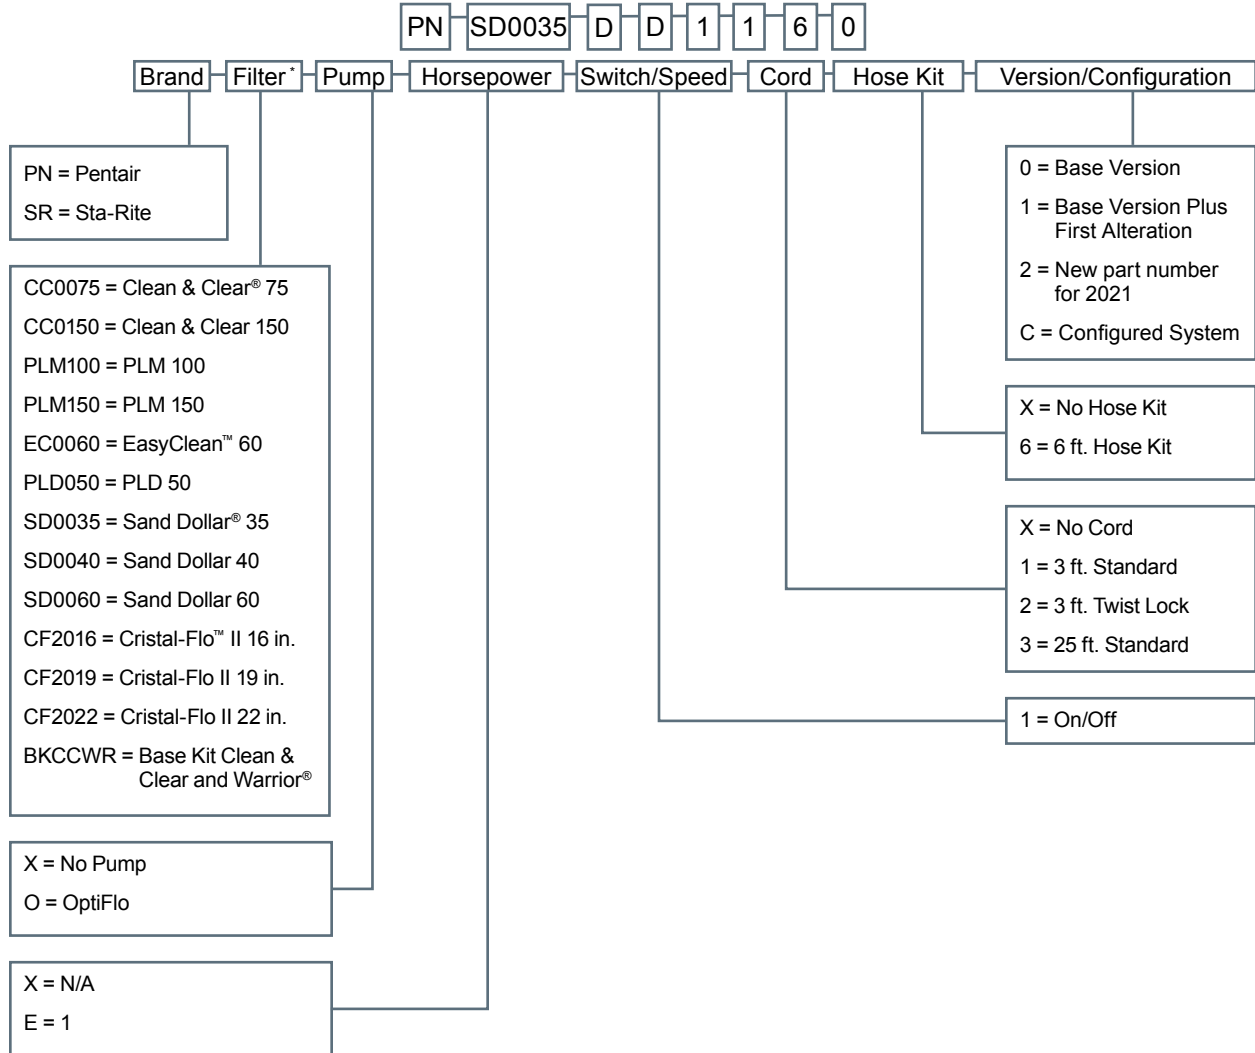 PN SD0035 D D 1 1 6 0
Brand Filter* Pump Horsepower Switch/Speed Cord Hose Kit Version/Configuration
PN = Pentair
SR = Sta-Rite
CC0075 = Clean & Clear® 75
CC0150 = Clean & Clear 150
PLM100 = PLM 100
PLM150 = PLM 150
EC0060 = EasyClean™ 60
PLD050 = PLD 50
SD0035 = Sand Dollar® 35
SD0040 = Sand Dollar 40
SD0060 = Sand Dollar 60
CF2016 = Cristal-Flo™ II 16 in.
CF2019 = Cristal-Flo II 19 in.
CF2022 = Cristal-Flo II 22 in.
BKCCWR = Base Kit Clean &
Clear and Warrior®
X = No Pump
O = OptiFlo
X = N/A
E = 1
0 = Base Version
1 = Base Version Plus
First Alteration
2 = New part number
for 2021
C = Configured System
X = No Hose Kit
6 = 6 ft. Hose Kit
X = No Cord
1 = 3 ft. Standard
2 = 3 ft. Twist Lock
3 = 25 ft. Standard
1 = On/Off